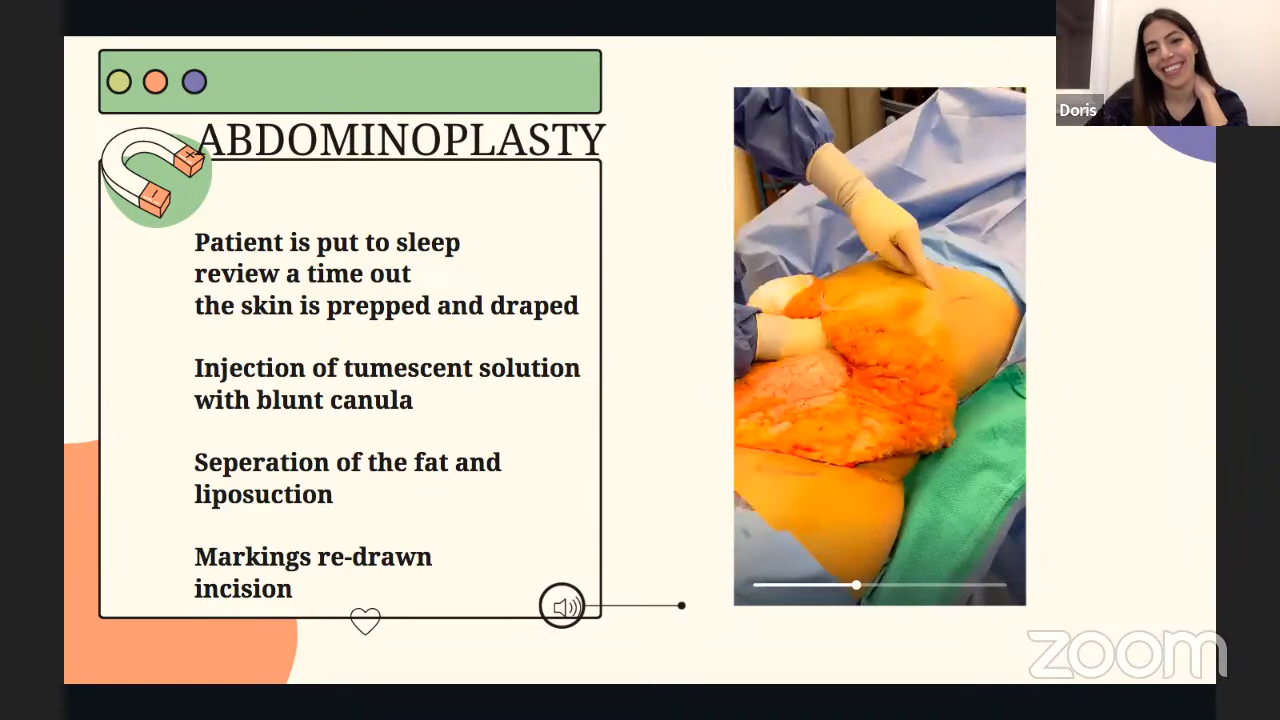 ABDOMINOPLASTY
Patient is put to sleep
review a time out
the skin is prepped and draped
Injection of tumescent solution
with blunt canula
Seperation of the fat and
liposuction
Markings re-drawn
incision
Doris
zoom